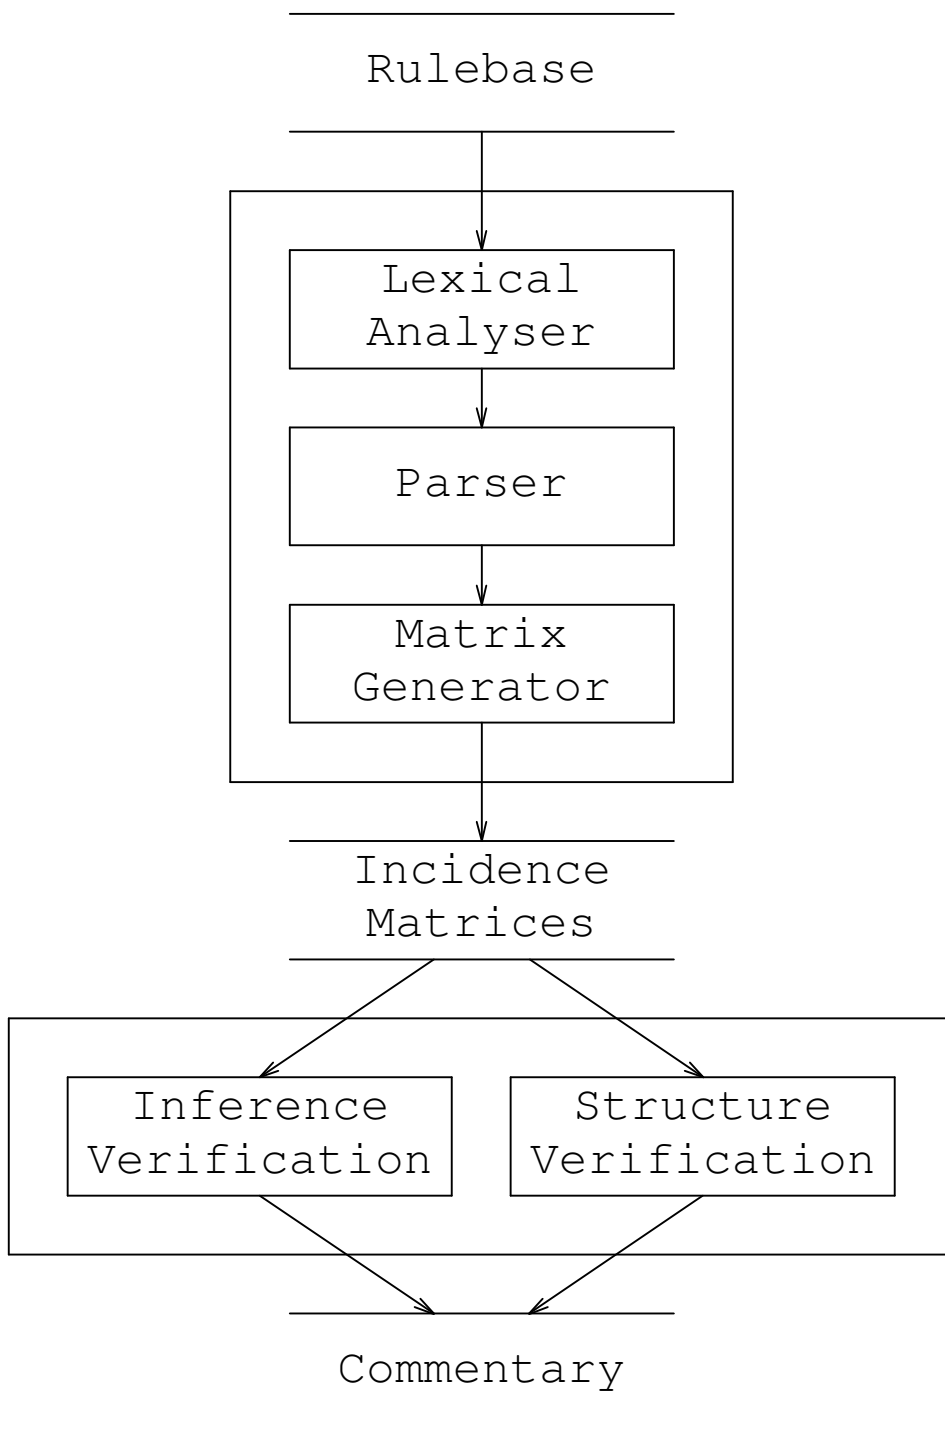 Rulebase
Lexical
Analyser
Parser
Matrix
Generator
Incidence
Matrices
Inference
Verification
Structure
Verification
Commentary